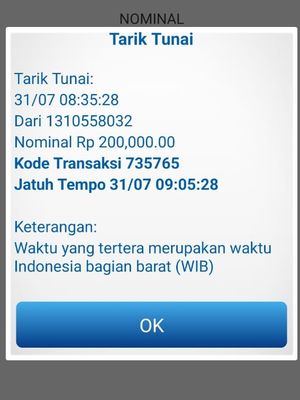 NOMINAL
Tarik Tunai
Tarik Tunai:
31/07 08:35:28
Dari 1310558032
Nominal Rp 200,000.00
Kode Transaksi 735765
Jatuh Tempo 31/07 09:05:28
Keterangan:
Waktu yang tertera merupakan waktu
Indonesia bagian barat (WIB)
OK